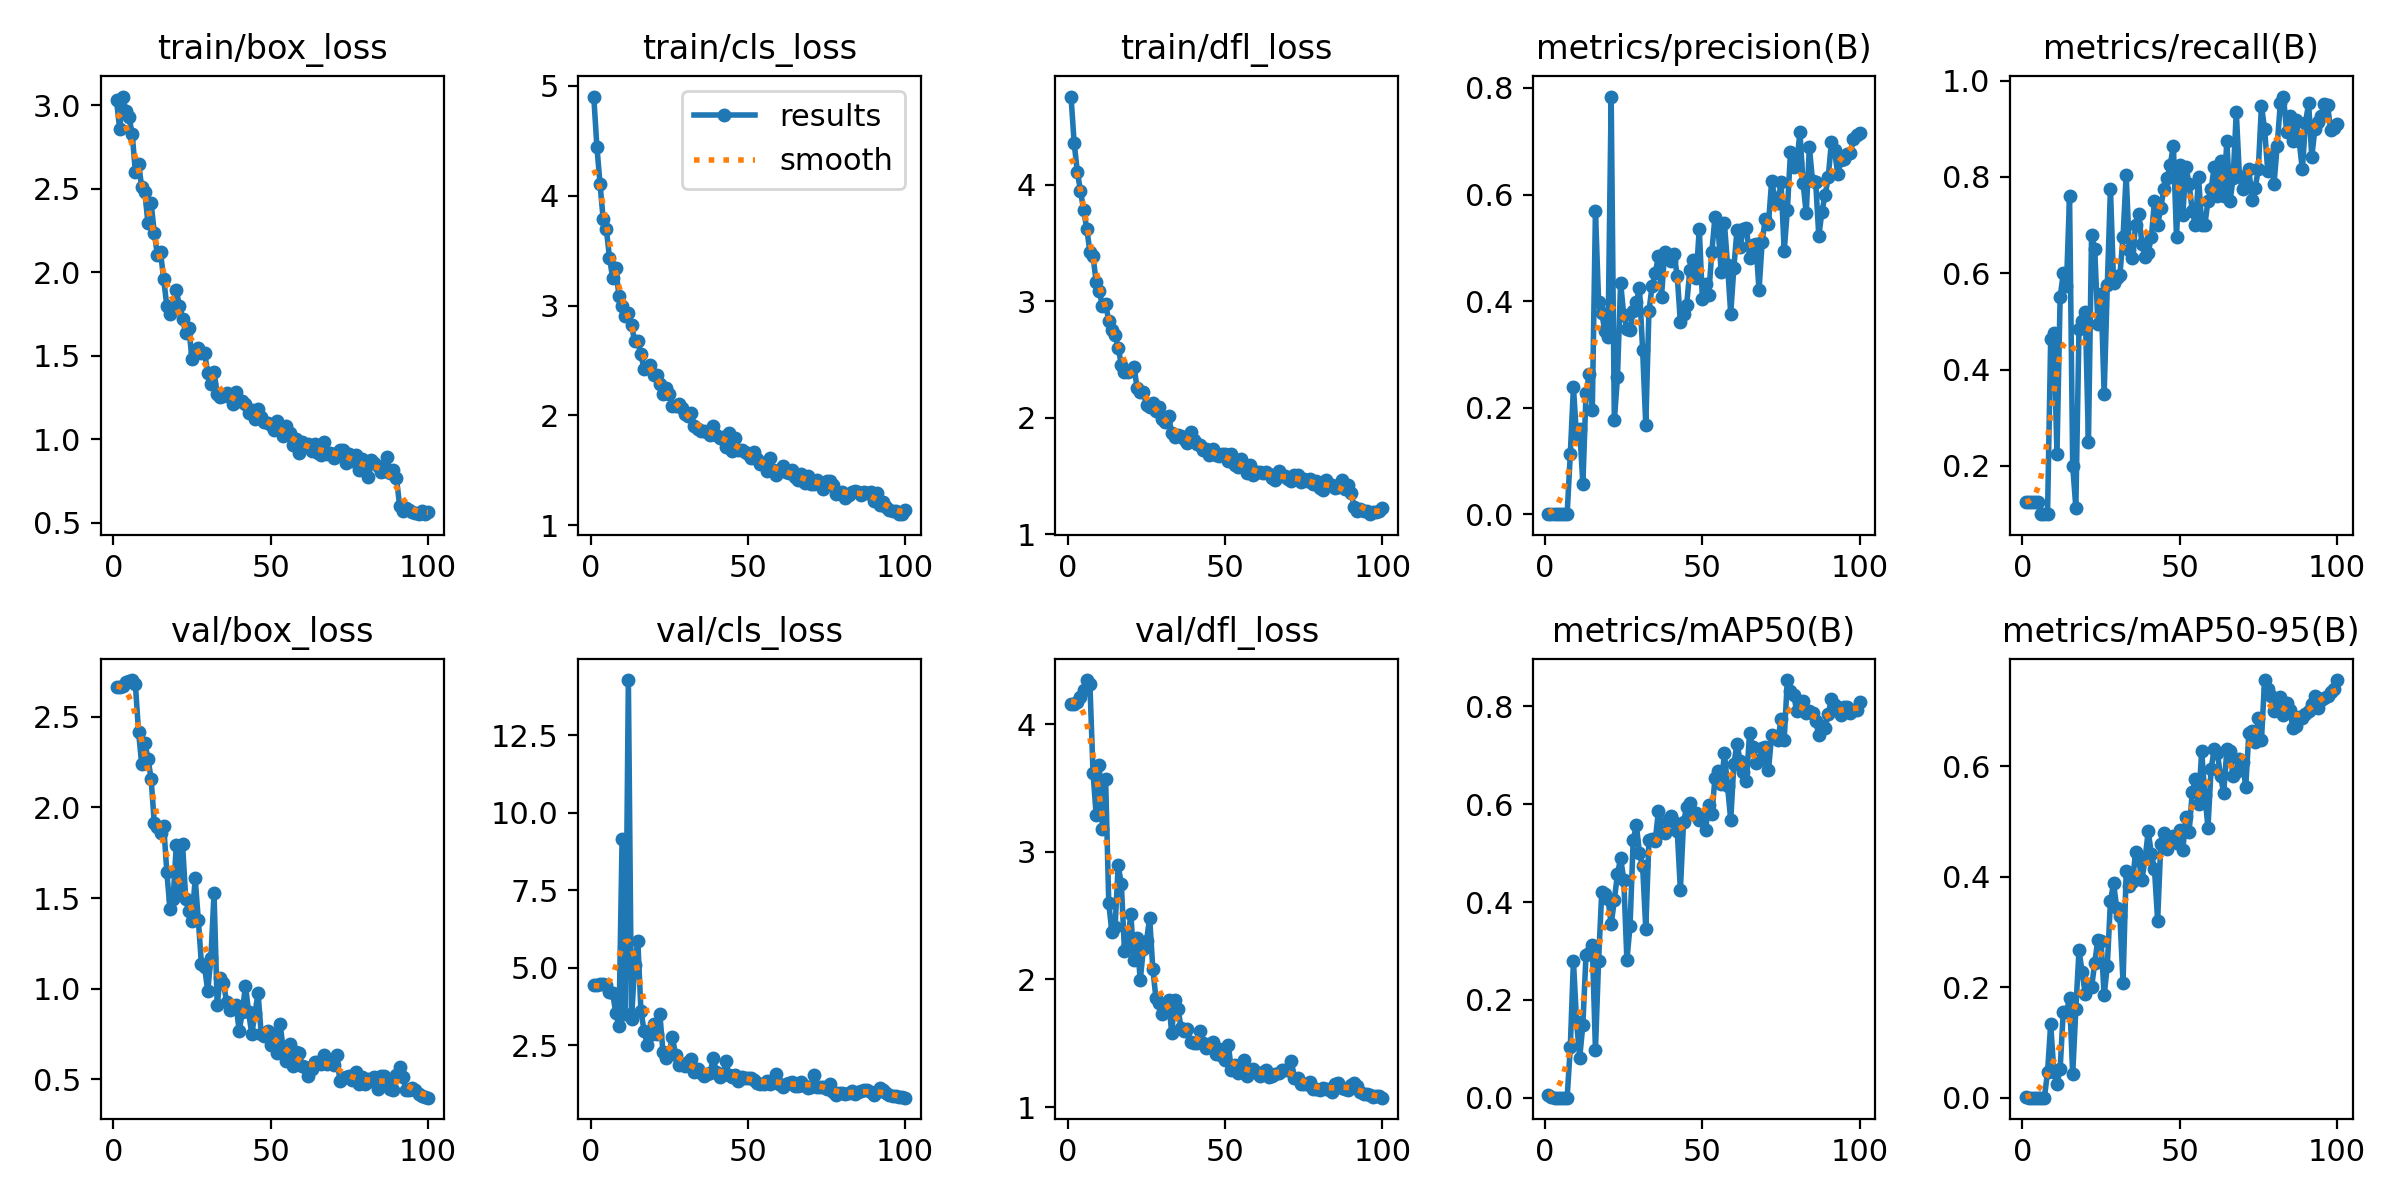 train/box_loss
3.0
2.5
2.0
1.5
1.0
0.5
0 50 100
train/cls_loss
results
smooth
5
4
3
2
1
0 50 100
train/dfl_loss
4
3
2
1
0 50 100
metrics/precision(B)
0.8
0.6
0.4
0.2
0.0
0 50 100
metrics/recall(B)
1.0
0.8
0.6
0.4
0.2
0 50 100
val/box_loss
2.5
2.0
1.5
1.0
0.5
0 50 100
val/cls_loss
12.5
10.0
7.5
5.0
2.5
0 50 100
val/dfl_loss
4
3
2
1
0 50 100
metrics/mAP50(B)
0.8
0.6
0.4
0.2
0.0
0 50 100
metrics/mAP50-95(B)
0.6
0.4
0.2
0.0
0 50 100